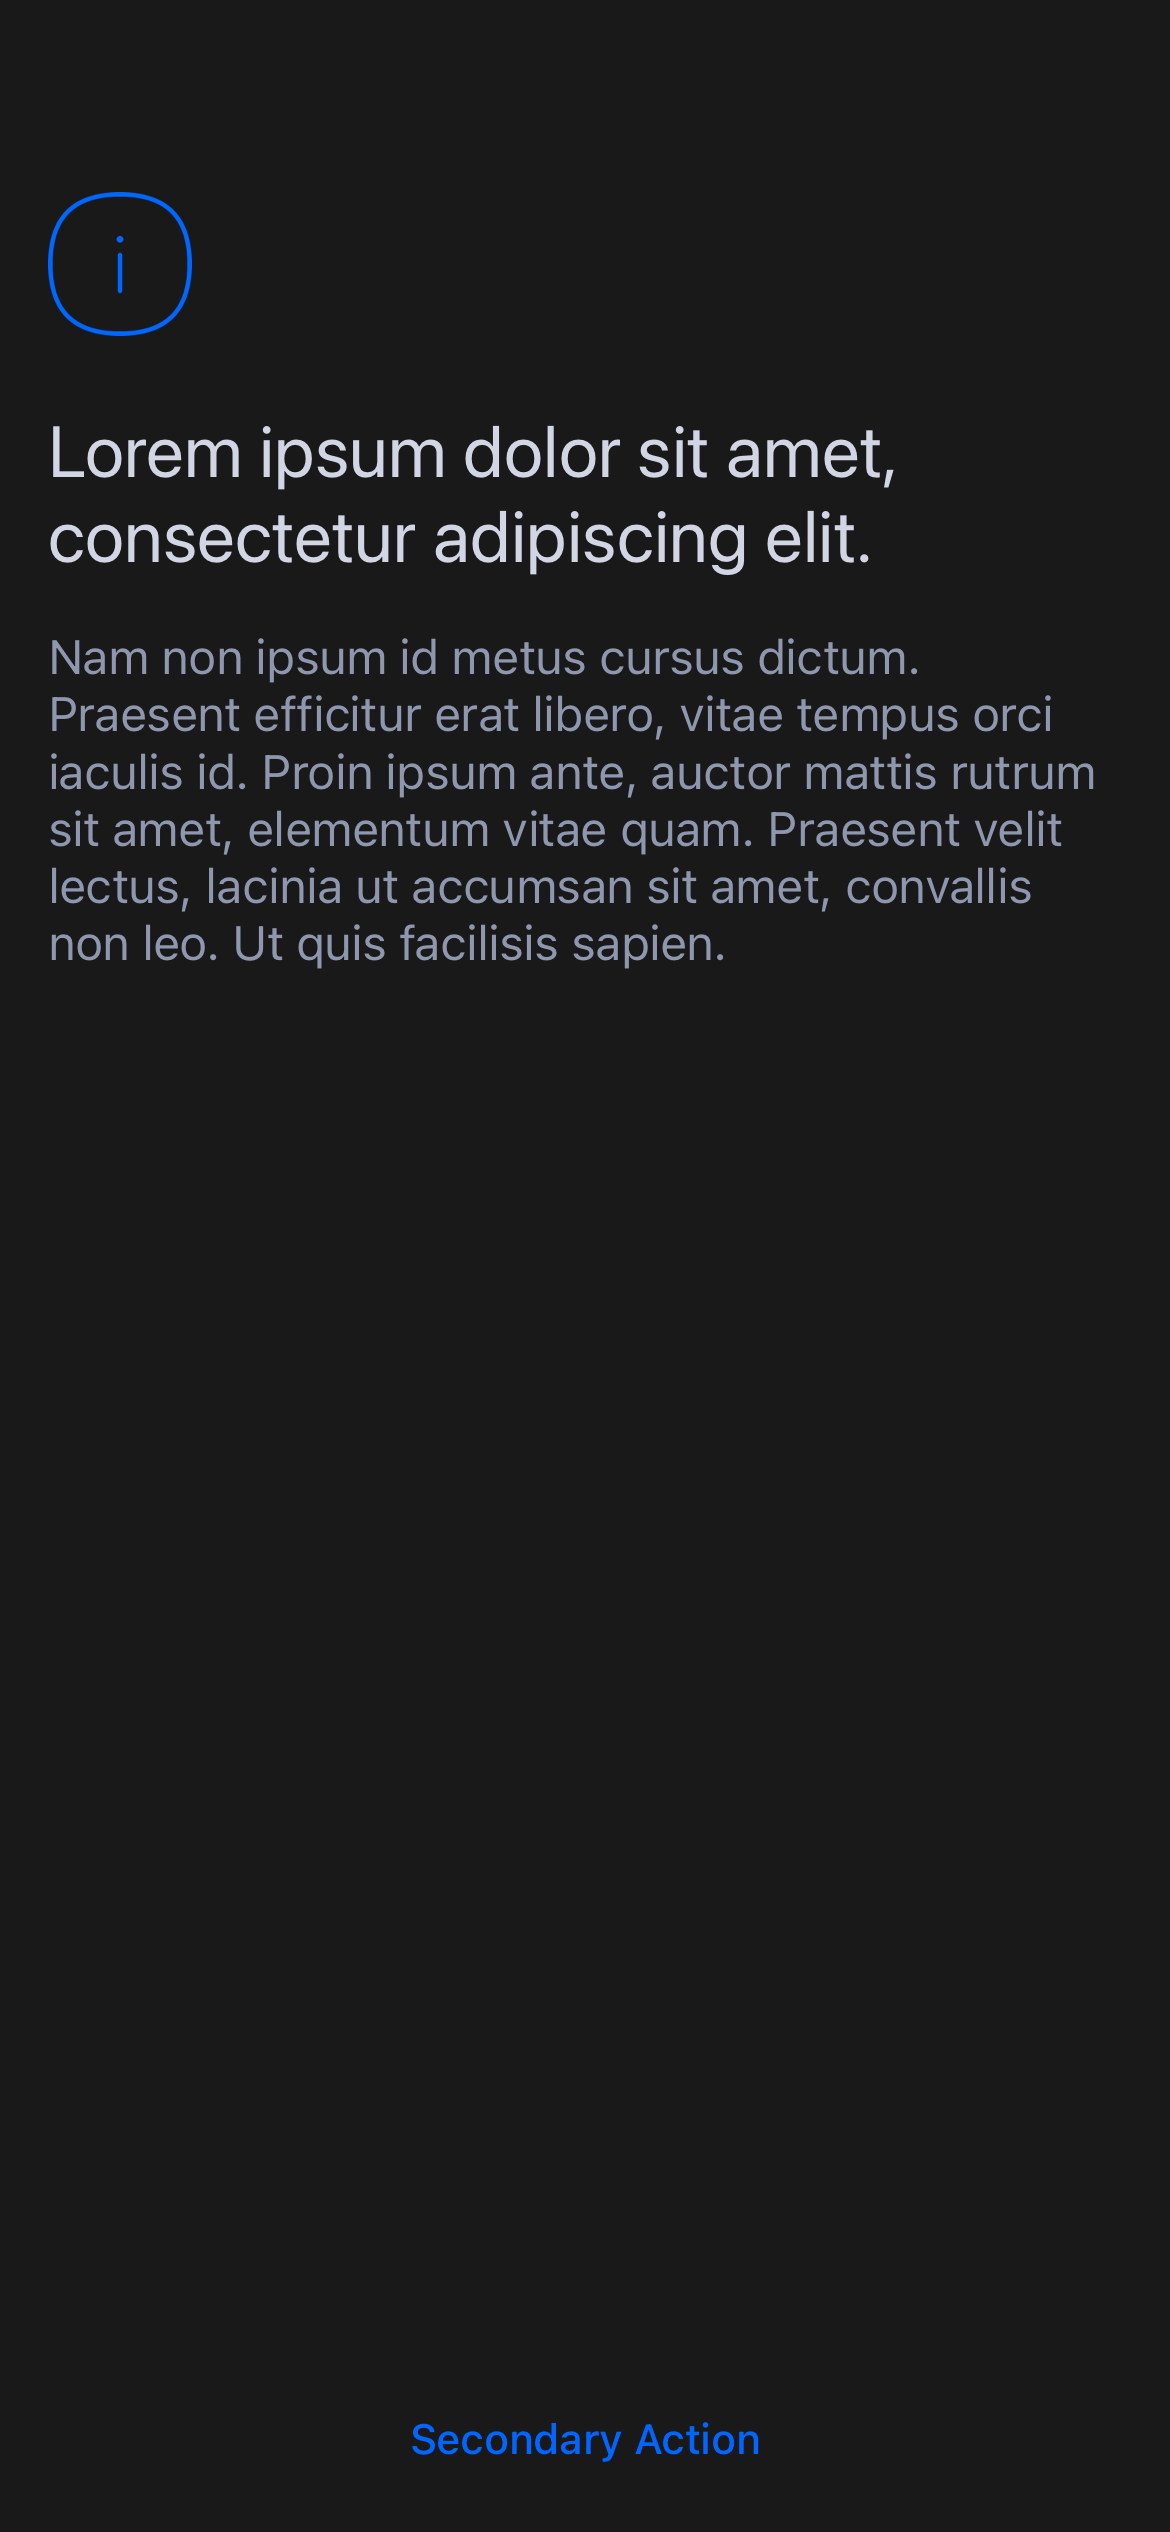 Lorem ipsum dolor sit amet,
consectetur adipiscing elit.
Nam non ipsum id metus cursus dictum.
Praesent efficitur erat libero, vitae tempus orci
iaculis id. Proin ipsum ante, auctor mattis rutrum
sit amet, elementum vitae quam. Praesent velit
lectus, lacinia ut accumsan sit amet, convallis
non leo. Ut quis facilisis sapien.
Secondary Action